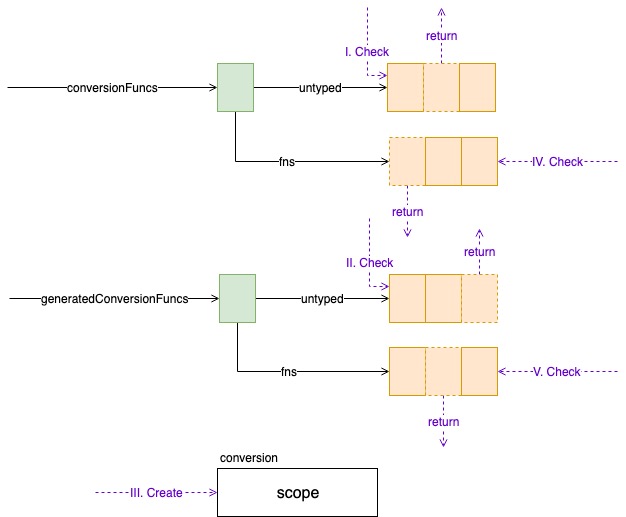 return
I. Check
conversionFuncs
untyped
fns
IV. Check
return
II. Check
return
generatedConversionFuncs
untyped
fns
V. Check
return
conversion
III. Create
scope